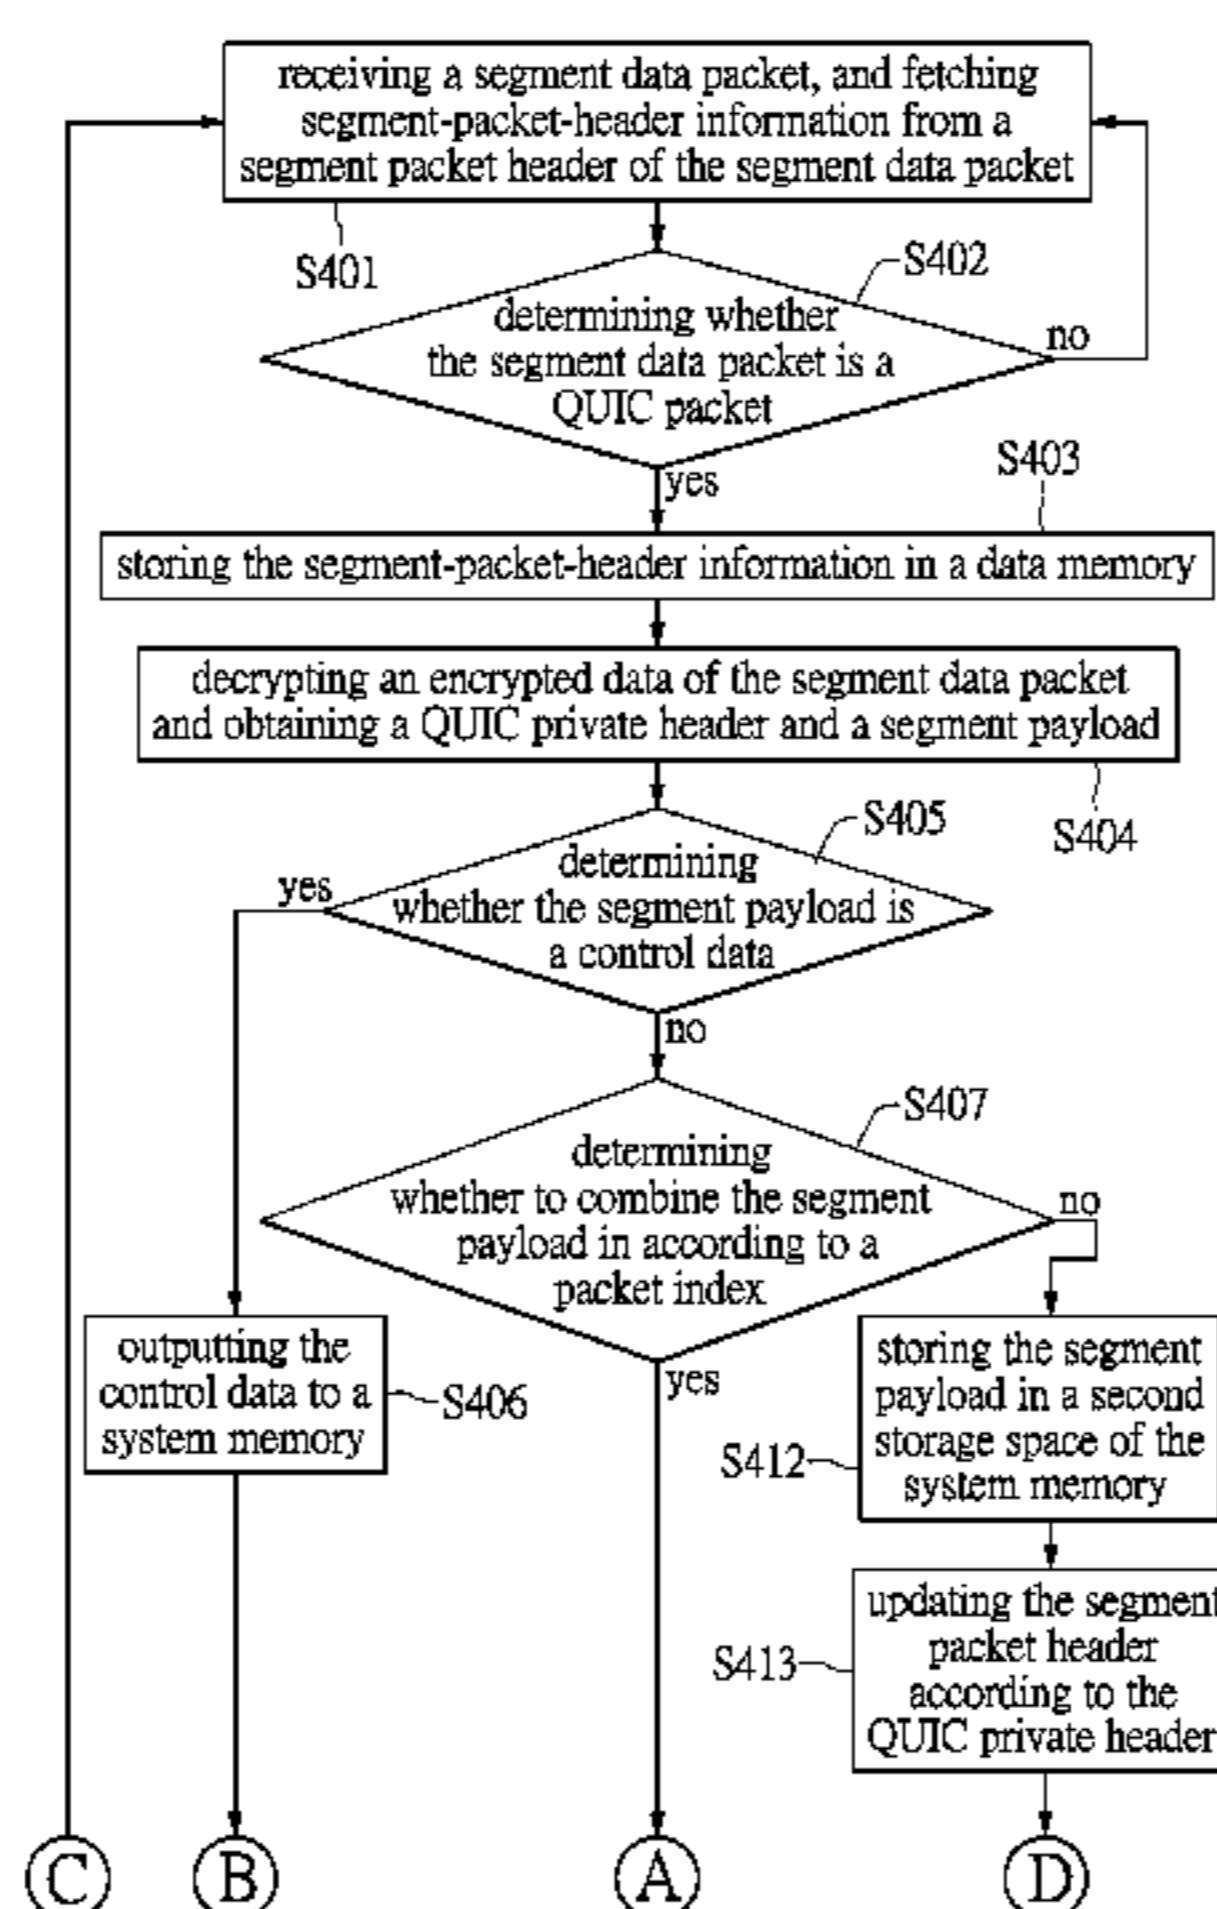 receiving a segment data packet, and fetching
segment-packet-header information from a
segment packet header of the segment data packet
S401
S402
determining whether
the segment data packet is a
QUIC packet
no
yes
S403
storing the segment-packet-header information in a data memory
decrypting an encrypted data of the segment data packet
and obtaining a QUIC private header and a segment payload
S404
S405
determining
whether the segment payload is
a control data
yes
no
S407
determining
whether to combine the segment
payload in according to a
packet index
no
yes
outputting the
control data to a
system memory
S406
storing the segment
payload in a second
storage space of the
system memory
S412
updating the segment
packet header
according to the
QUIC private header
S413
C
B
A
D